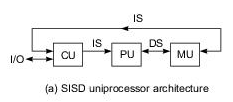 IS
I/O
CU
IS
PU
DS
MU
(a) SISD uniprocessor architecture